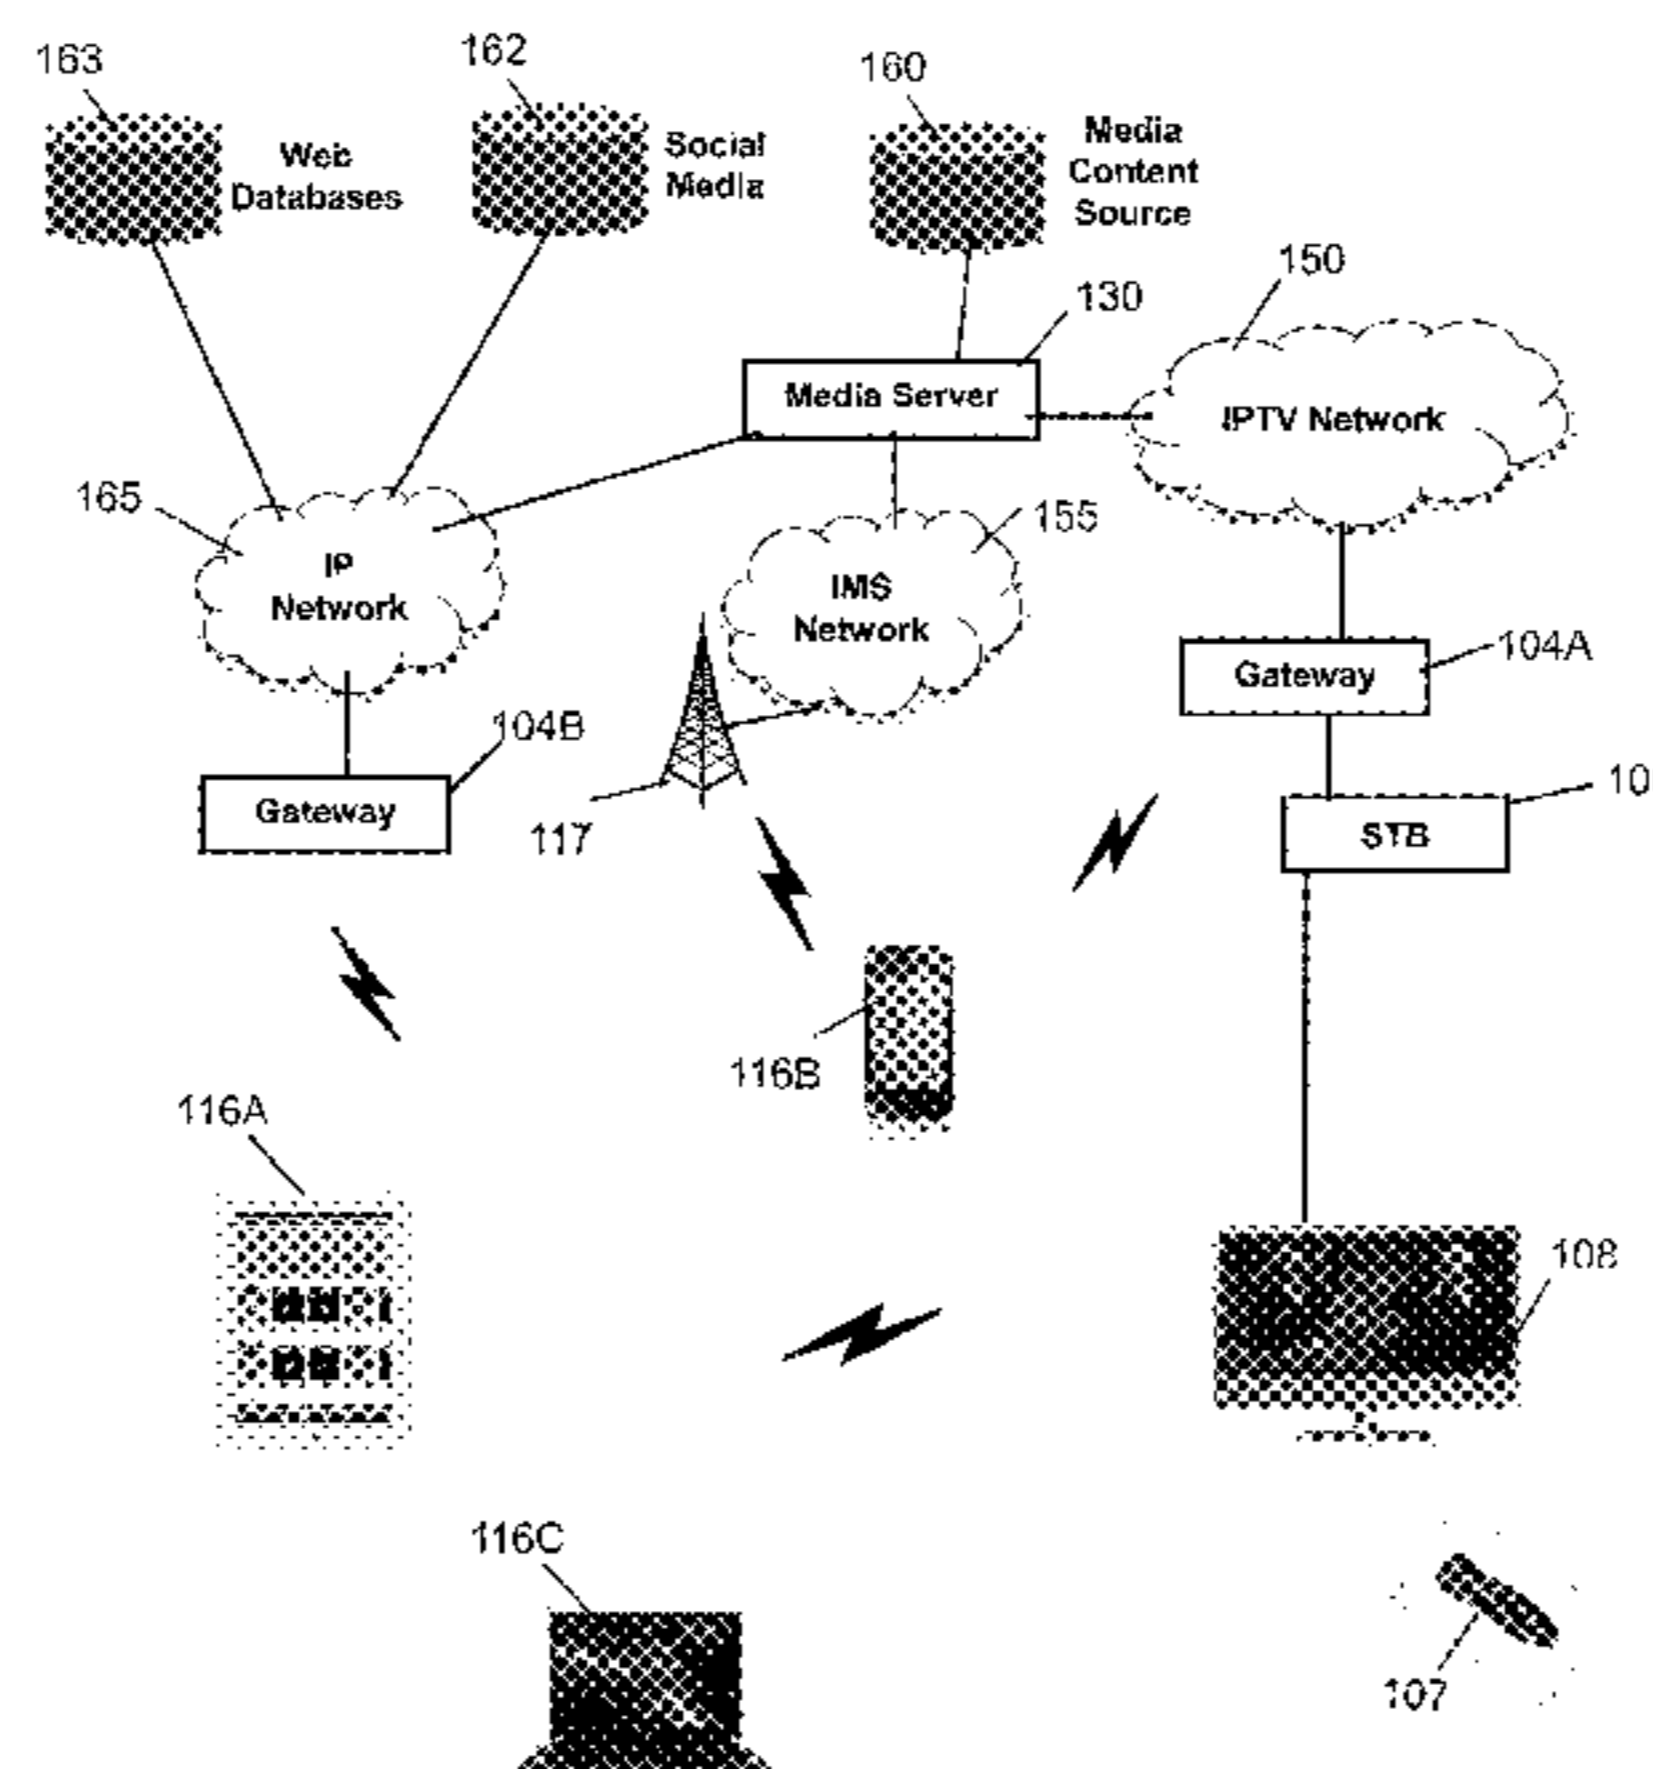 163
162
160
Web
Databases
Social
Media
Media
Content
Source
150
130
Media Server
IPTV Network
165
155
IP
Network
IMS
Network
104A
Gateway
104B
Gateway
117
10
STB
116B
116A
108
116C
107